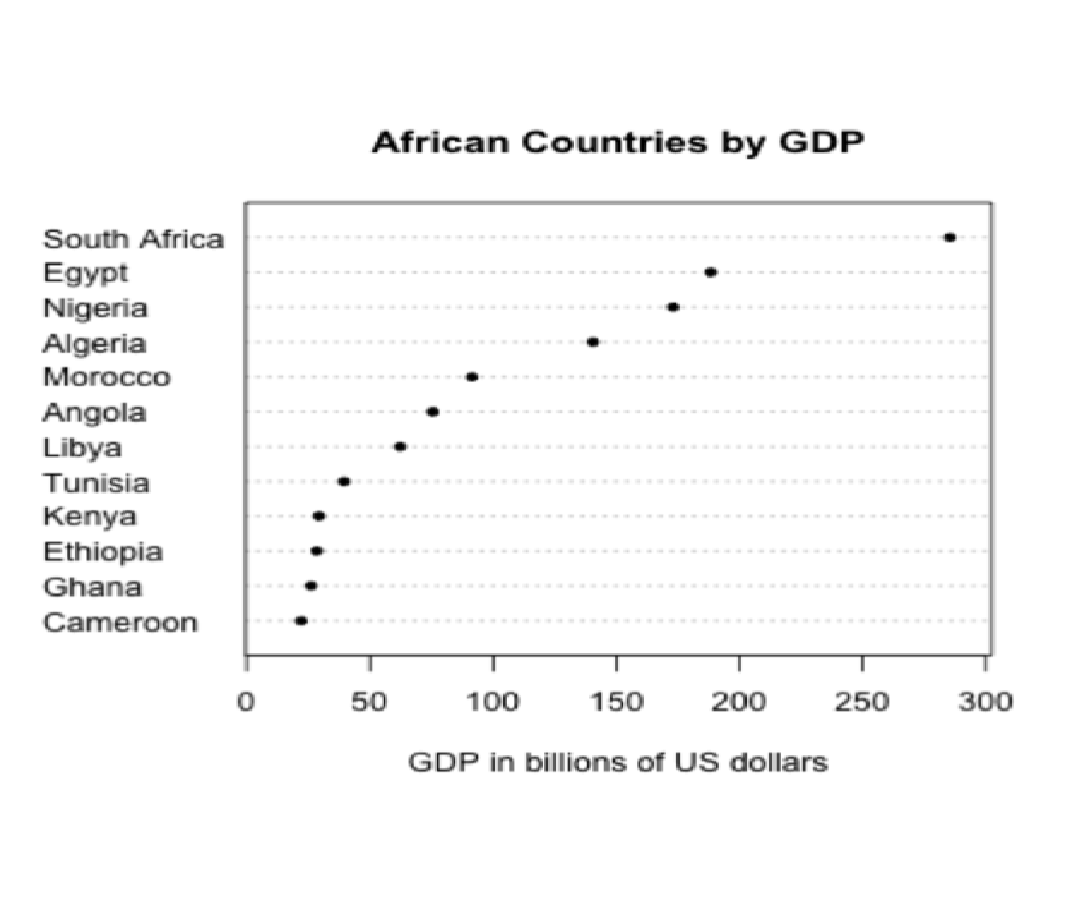 African Countries by GDP
South Africa
Egypt
Nigeria
Algeria
Morocco
Angola
Libya
Tunisia
Kenya
Ethiopia
Ghana
Cameroon
0 50 100 150 200 250 300
GDP in billions of US dollars